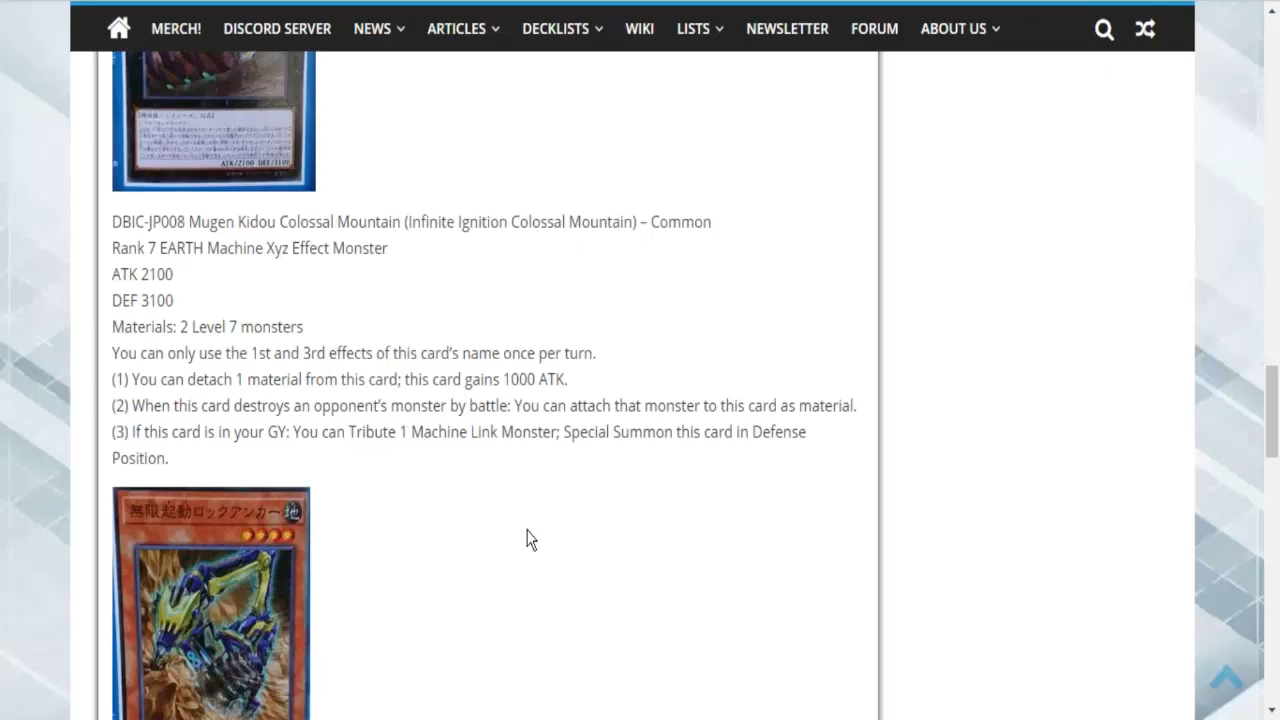 MERCH! DISCORD SERVER NEWS ARTICLES DECKLISTS WIKI LISTS NEWSLETTER FORUM ABOUT US
ATK/2100 DEF/3100
DBIC-JP008 Mugen Kidou Colossal Mountain (Infinite Ignition Colossal Mountain) – Common
Rank 7 EARTH Machine Xyz Effect Monster
ATK 2100
DEF 3100
Materials: 2 Level 7 monsters
You can only use the 1st and 3rd effects of this card's name once per turn.
(1) You can detach 1 material from this card; this card gains 1000 ATK.
(2) When this card destroys an opponent's monster by battle: You can attach that monster to this card as material.
(3) If this card is in your GY: You can Tribute 1 Machine Link Monster; Special Summon this card in Defense
Position.
無限起動ロックアンカー 地